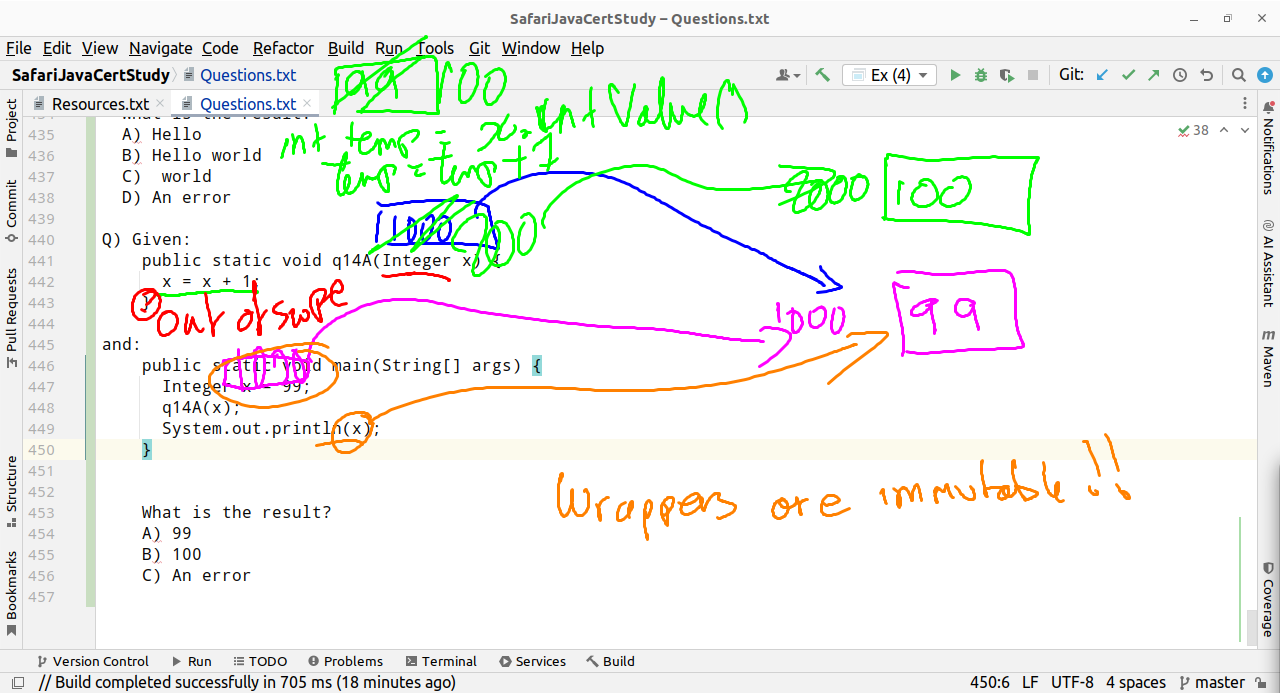 SafariJavaCertStudy – Questions.txt
File Edit View Navigate Code Refactor Build Run Tools Git Window Help
SafariJavaCertStudy Questions.txt
Ex (4)
Git:
Resources.txt
Questions.txt
38
Project
Commit
Pull Requests
Structure
Bookmarks
Notifications
AI Assistant
Maven
Coverage
99 100
int temp = x.intValue()
temp = temp + 1
435 A) Hello
436 B) Hello world
437 C) world
438 D) An error
439
440 Q) Given:
441 public static void q14A(Integer x) {
442 x = x + 1;
443 }
444
445 and:
446 public static void main(String[] args) {
447 Integer x = 99;
448 q14A(x);
449 System.out.println(x);
450 }
451
452
453 What is the result?
454 A) 99
455 B) 100
456 C) An error
457
1000
2000
100
1000
99
out of scope
1000
Wrappers are immutable !!
Version Control Run TODO Problems Terminal Services Build
// Build completed successfully in 705 ms (18 minutes ago)
450:6 LF UTF-8 4 spaces master